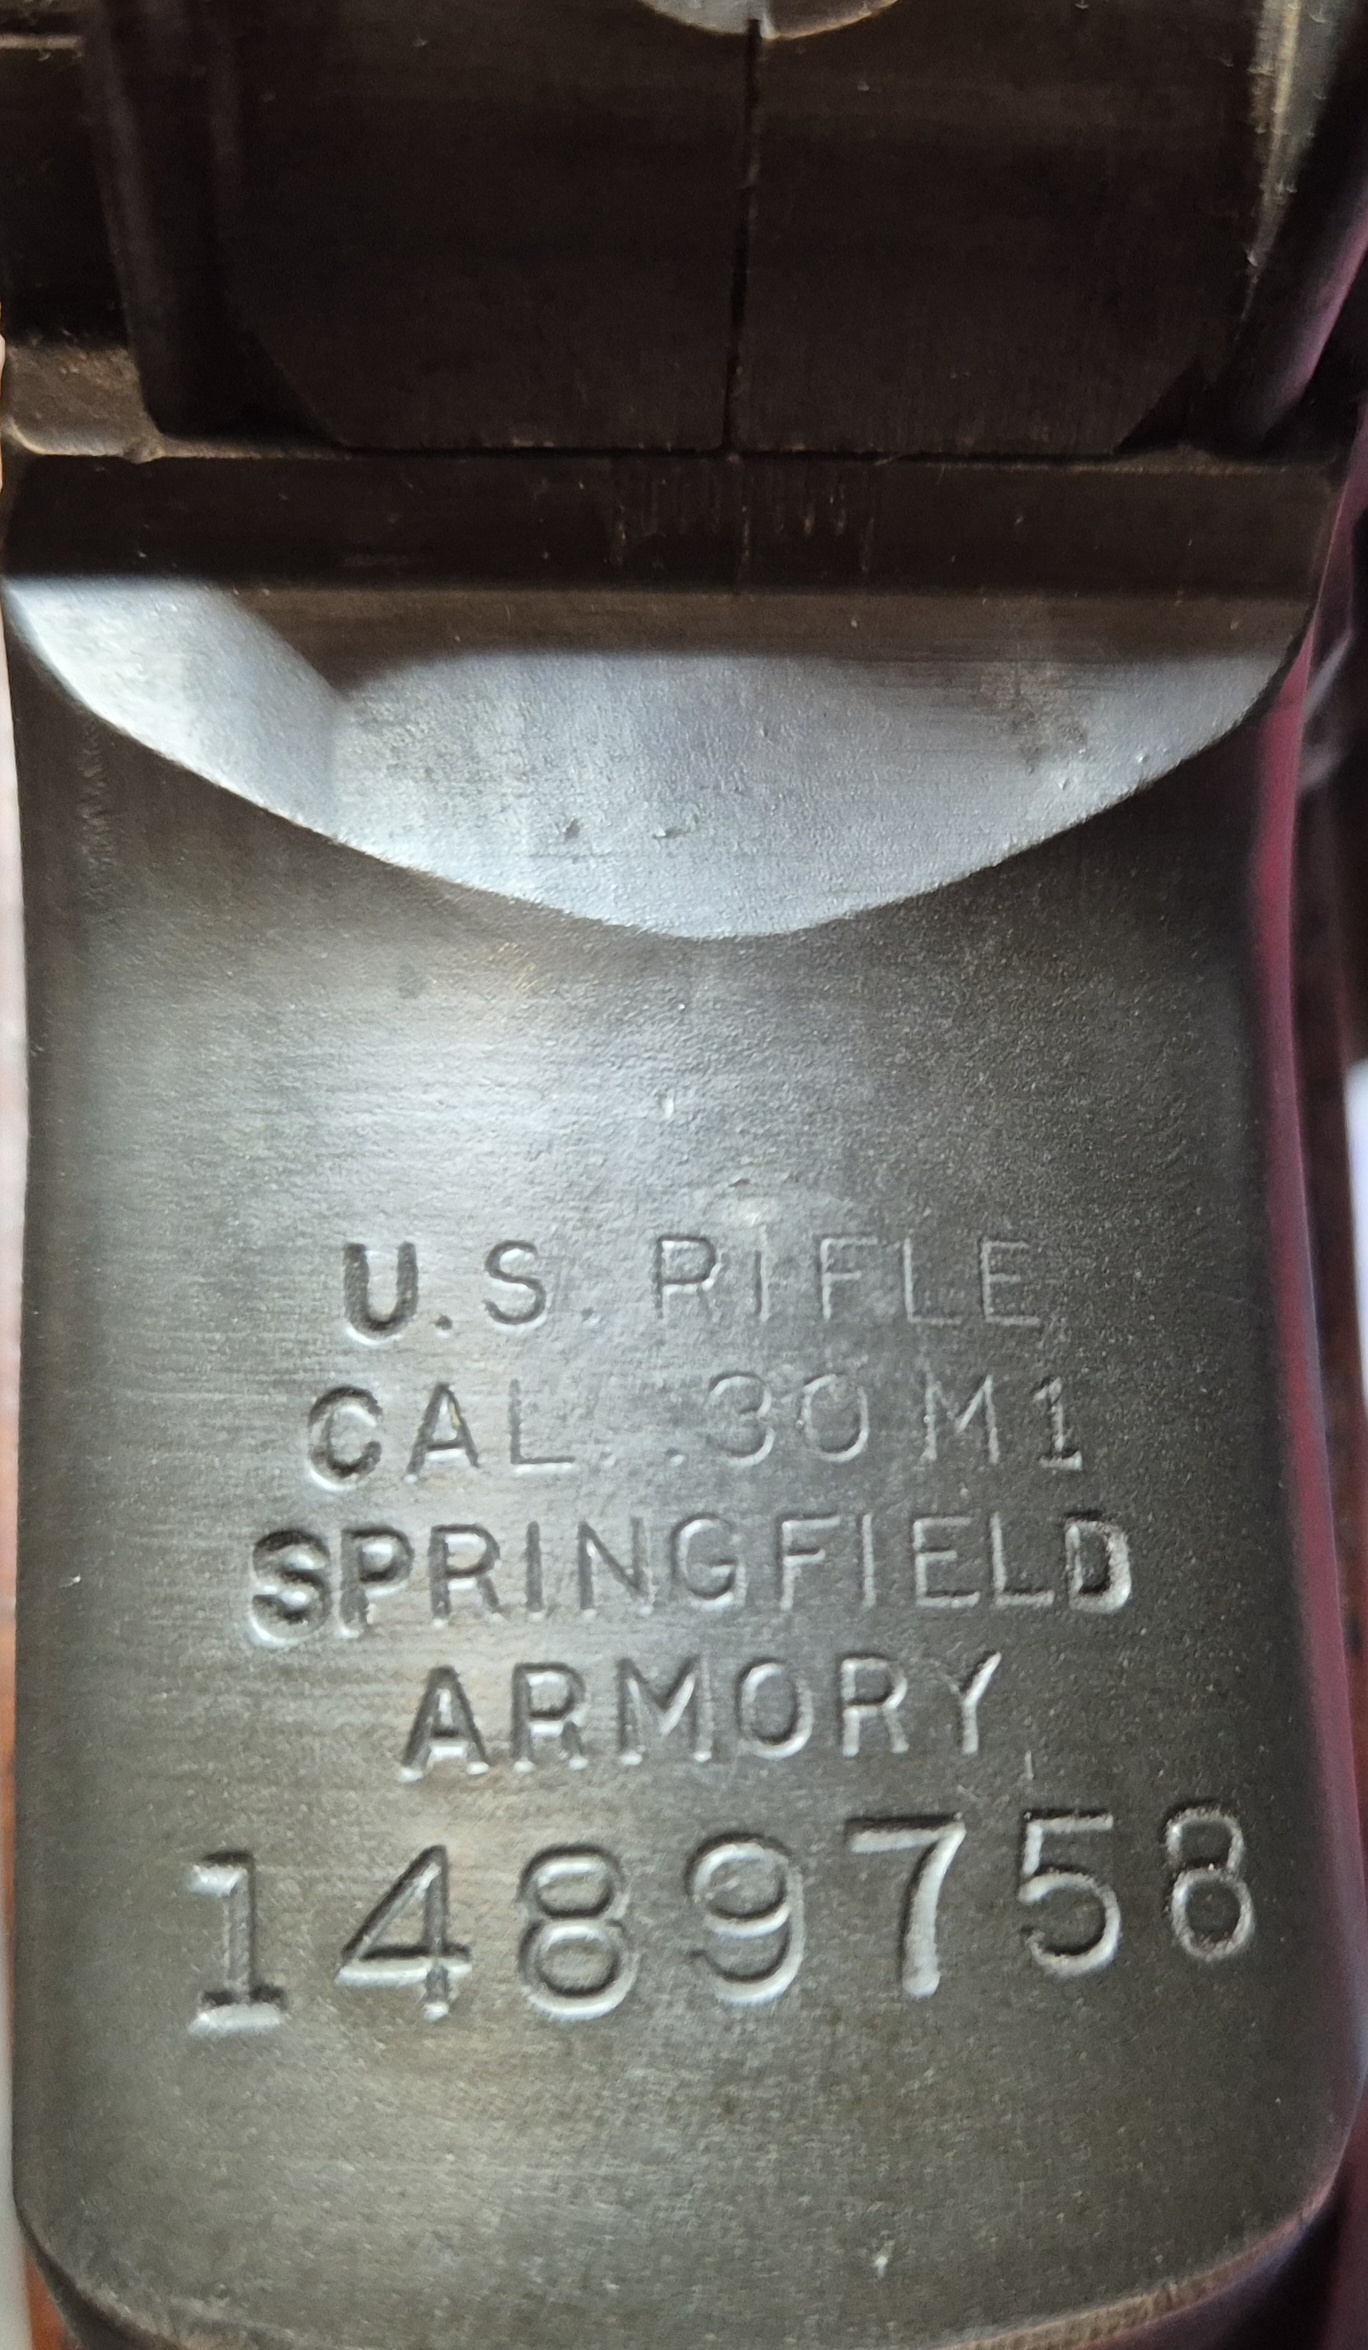 U.S. RIFLE
CAL. .30 M1
SPRINGFIELD
ARMORY
1489758